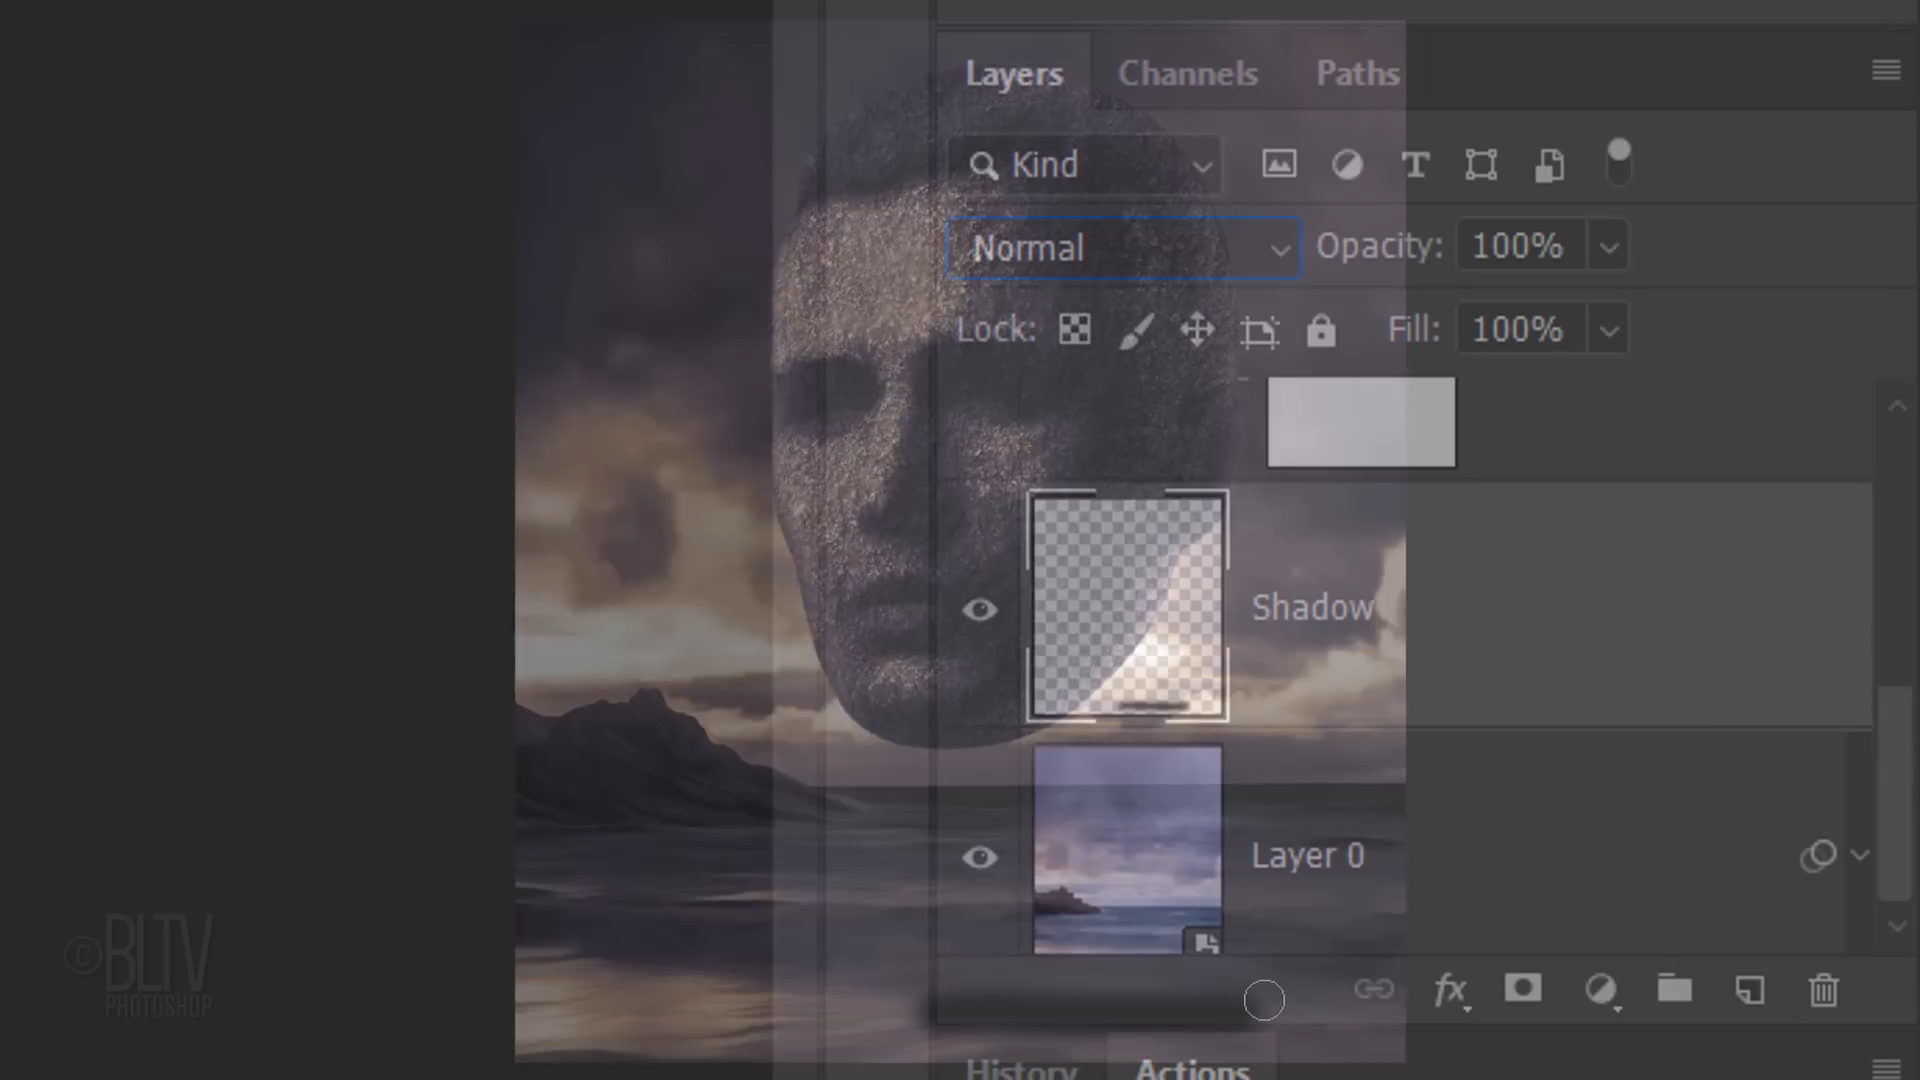 Layers Channels Paths
Kind
Normal Opacity: 100%
Lock: Fill: 100%
Shadow
Layer 0
©BLTV
PHOTOSHOP
fx
History Actions